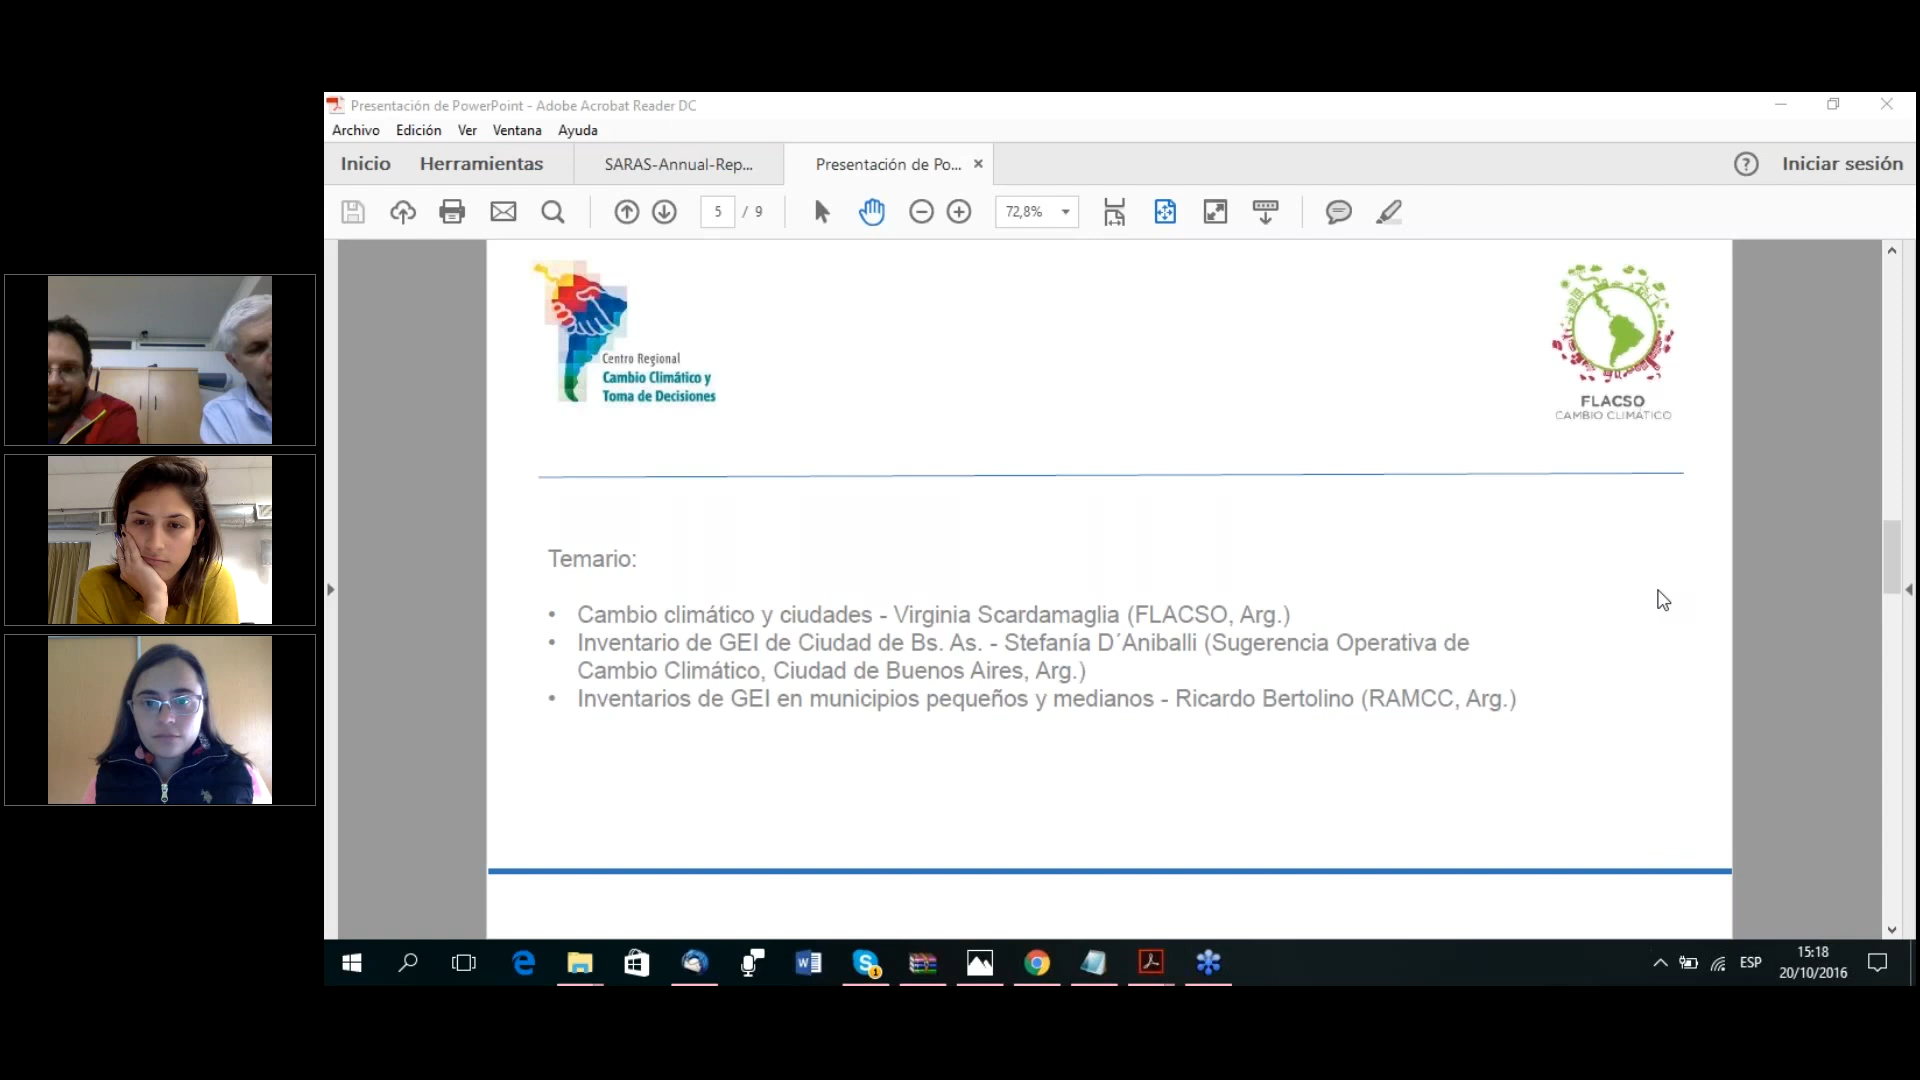 Presentación de PowerPoint - Adobe Acrobat Reader DC
Archivo Edición Ver Ventana Ayuda
Inicio Herramientas SARAS-Annual-Rep... Presentación de Po... Iniciar sesión
5 / 9 72,8%
Centro Regional
Cambio Climático y
Toma de Decisiones
FLACSO
CAMBIO CLIMÁTICO
Temario:
• Cambio climático y ciudades - Virginia Scardamaglia (FLACSO, Arg.)
• Inventario de GEI de Ciudad de Bs. As. - Stefanía D´Aniballi (Sugerencia Operativa de
Cambio Climático, Ciudad de Buenos Aires, Arg.)
• Inventarios de GEI en municipios pequeños y medianos - Ricardo Bertolino (RAMCC, Arg.)
ESP
15:18
20/10/2016